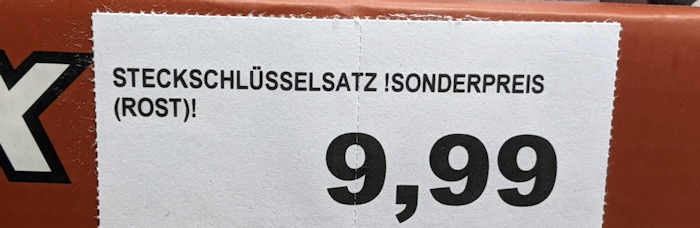 STECKSCHLÜSSELSATZ !SONDERPREIS
(ROST)!
9,99